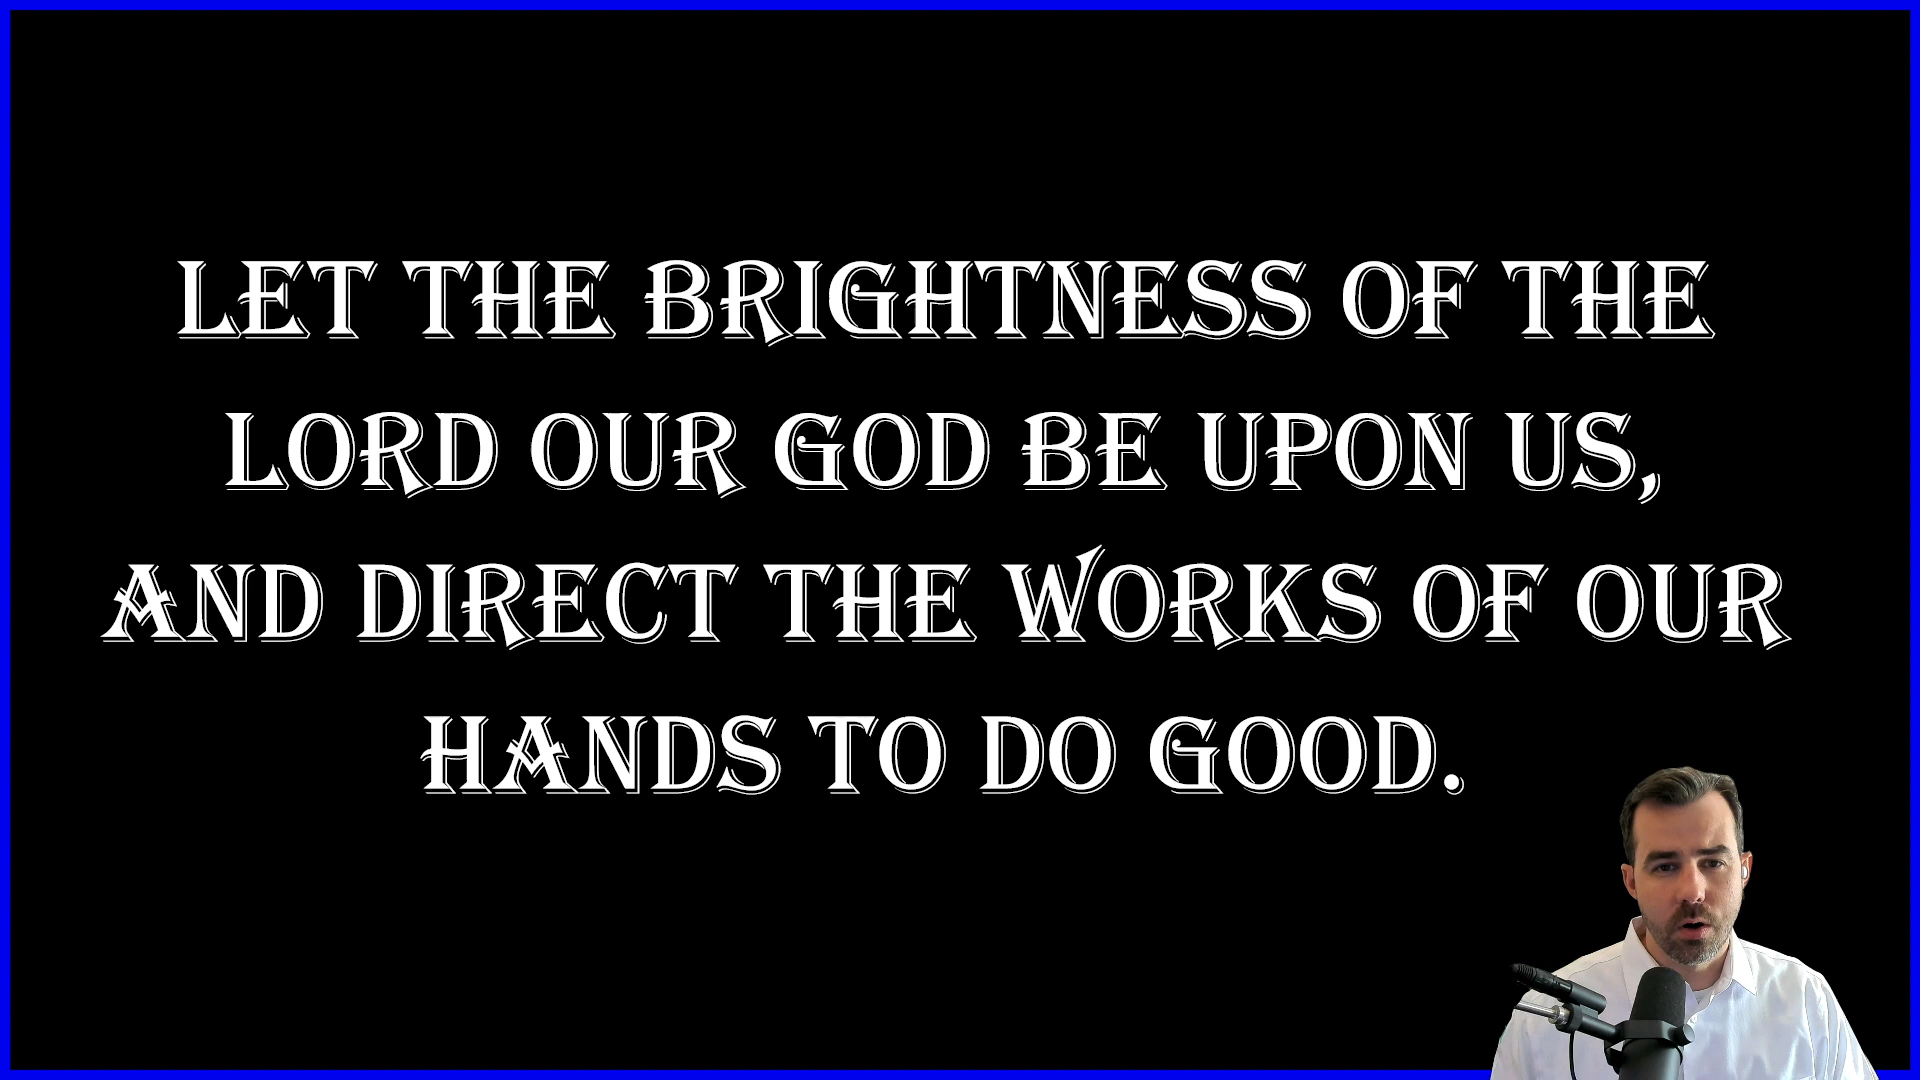 LET THE BRIGHTNESS OF THE
LORD OUR GOD BE UPON US,
AND DIRECT THE WORKS OF OUR
HANDS TO DO GOOD.